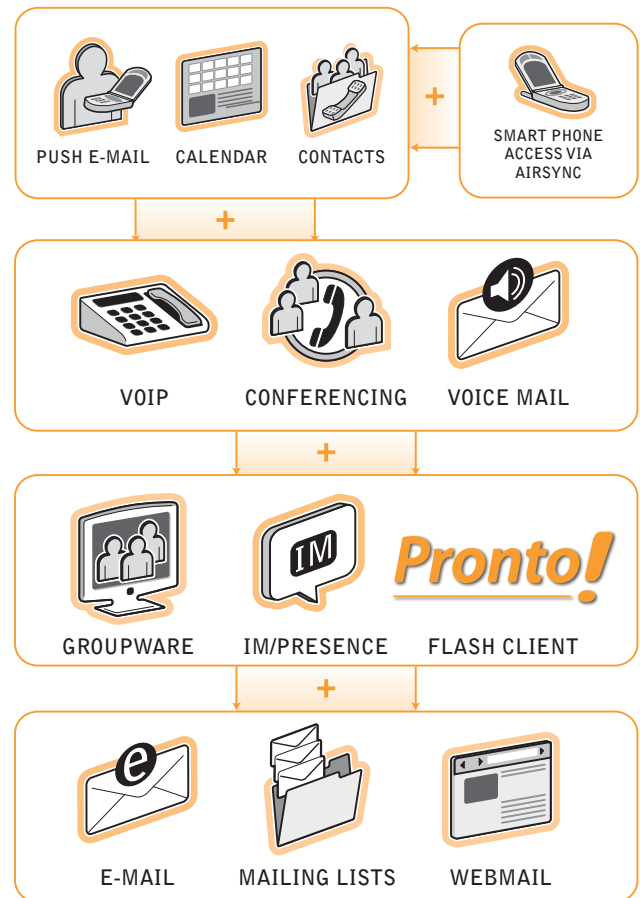 PUSH E-MAIL CALENDAR CONTACTS
SMART PHONE
ACCESS VIA
AIRSYNC
+
+
VOIP CONFERENCING VOICE MAIL
+
IM
Pronto!
GROUPWARE IM/PRESENCE FLASH CLIENT
+
e
E-MAIL MAILING LISTS WEBMAIL